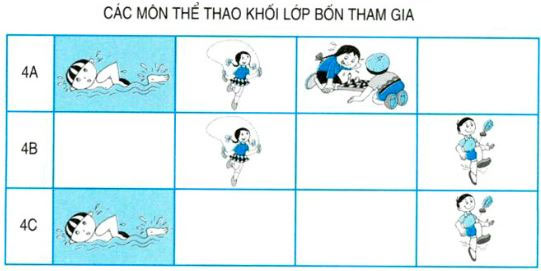 CÁC MÔN THỂ THAO KHỐI LỚP BỐN THAM GIA
4A
4B
4C